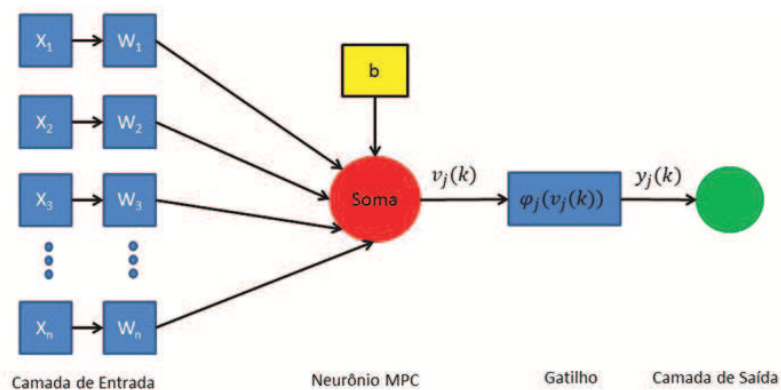 X₁ W₁
b
X₂ W₂
X₃ W₃
Soma
vⱼ(k)
φⱼ(vⱼ(k))
yⱼ(k)
Xₙ Wₙ
Camada de Entrada
Neurônio MPC
Gatilho
Camada de Saída